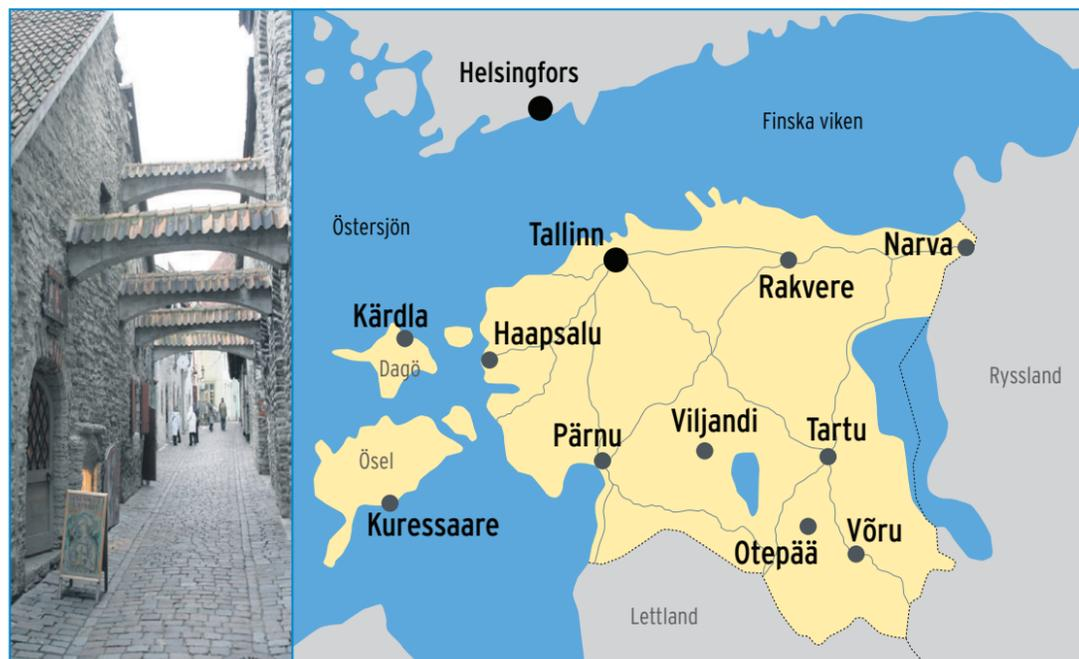 Helsingfors
Finska viken
Östersjön
Tallinn
Narva
Rakvere
Kärdla
Haapsalu
Dagö
Ryssland
Viljandi
Tartu
Pärnu
Ösel
Kuressaare
Võru
Otepää
Lettland